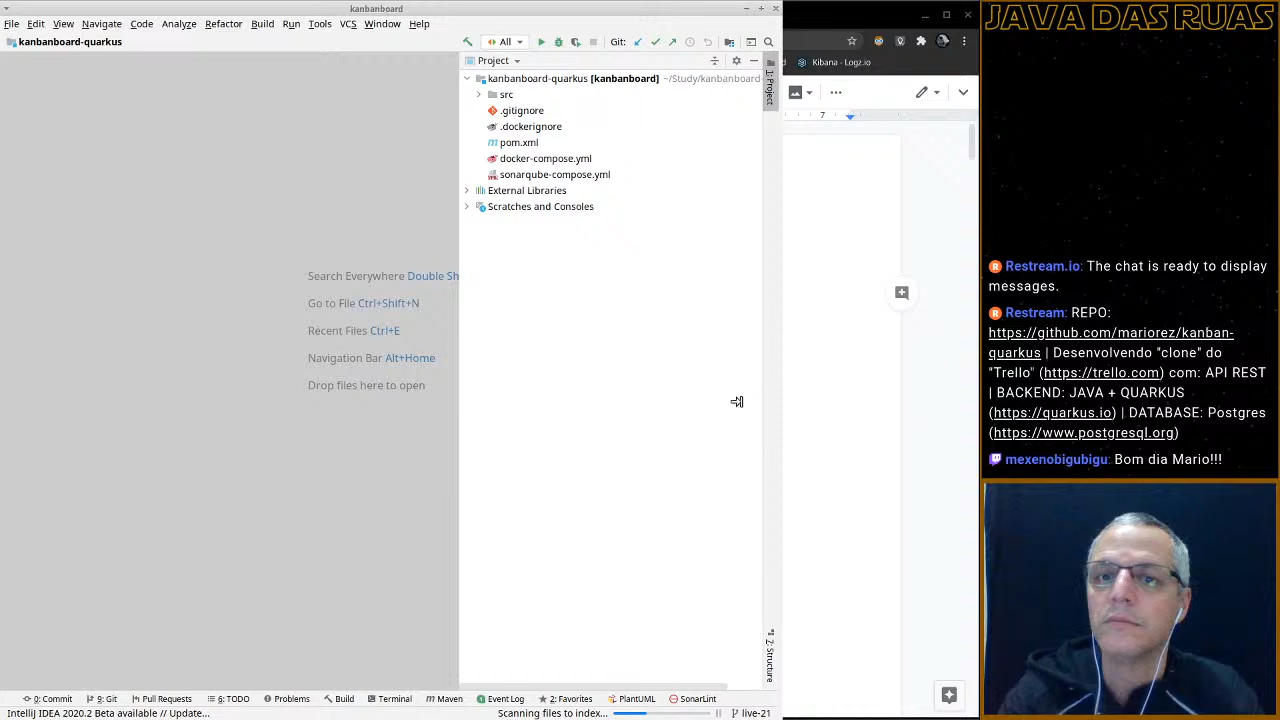 kanbanboard
File Edit View Navigate Code Analyze Refactor Build Run Tools VCS Window Help
kanbanboard-quarkus
All
Git:
Project
kanbanboard-quarkus [kanbanboard] ~/Study/kanbanboard-
src
.gitignore
.dockerignore
pom.xml
docker-compose.yml
sonarqube-compose.yml
External Libraries
Scratches and Consoles
1: Project
Search Everywhere Double Sh
Go to File Ctrl+Shift+N
Recent Files Ctrl+E
Navigation Bar Alt+Home
Drop files here to open
7: Structure
0: Commit 9: Git Pull Requests 6: TODO Problems Build Terminal Maven Event Log 2: Favorites PlantUML SonarLint
IntelliJ IDEA 2020.2 Beta available // Update...
Scanning files to index...
live-21
Kibana - Logz.io
7
JAVA DAS RUAS
Restream.io: The chat is ready to display
messages.
Restream: REPO:
https://github.com/mariorez/kanban-
quarkus | Desenvolvendo "clone" do
"Trello" (https://trello.com) com: API REST
| BACKEND: JAVA + QUARKUS
(https://quarkus.io) | DATABASE: Postgres
(https://www.postgresql.org)
mexenobigubigu: Bom dia Mario!!!